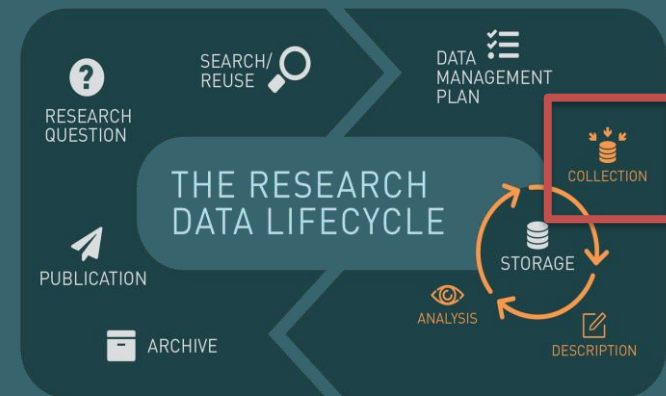 RESEARCH
QUESTION
SEARCH/
REUSE
DATA
MANAGEMENT
PLAN
COLLECTION
THE RESEARCH
DATA LIFECYCLE
STORAGE
ANALYSIS
DESCRIPTION
PUBLICATION
ARCHIVE